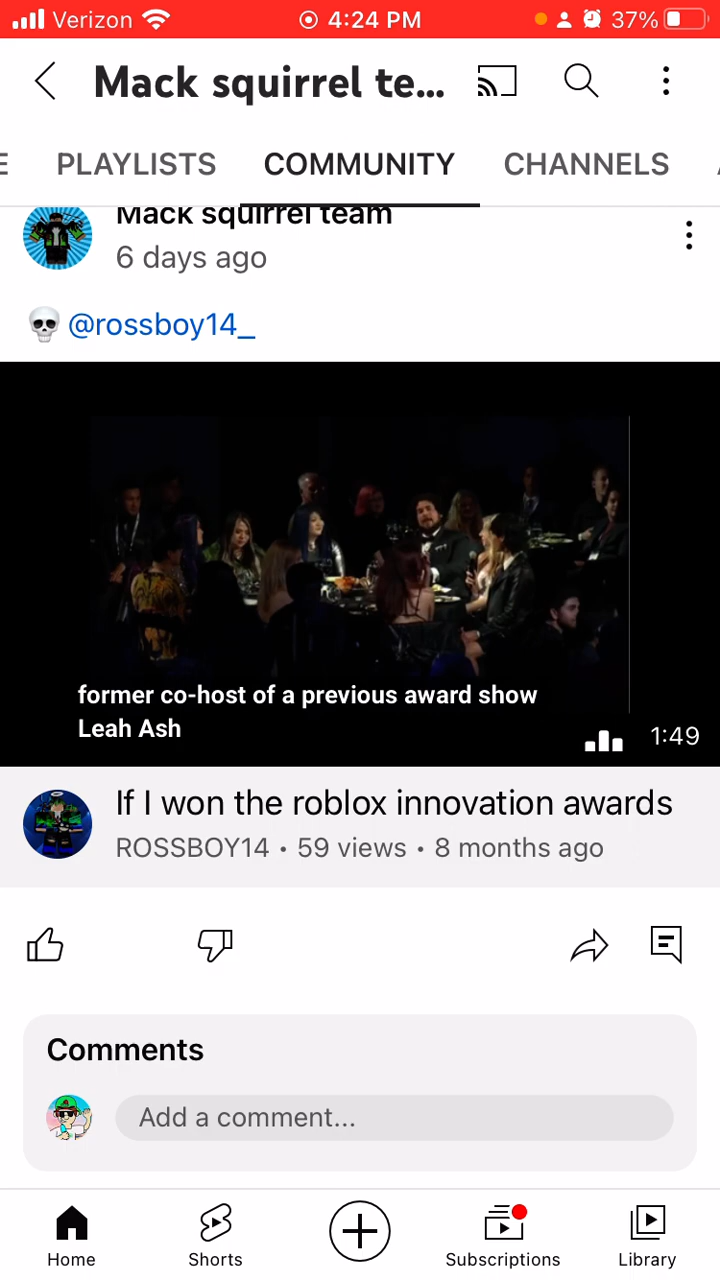 Verizon 4:24 PM 37%
Mack squirrel te...
PLAYLISTS COMMUNITY CHANNELS
Mack squirrel team
6 days ago
@rossboy14_
former co-host of a previous award show
Leah Ash
1:49
If I won the roblox innovation awards
ROSSBOY14 • 59 views • 8 months ago
Comments
Add a comment...
Home Shorts Subscriptions Library